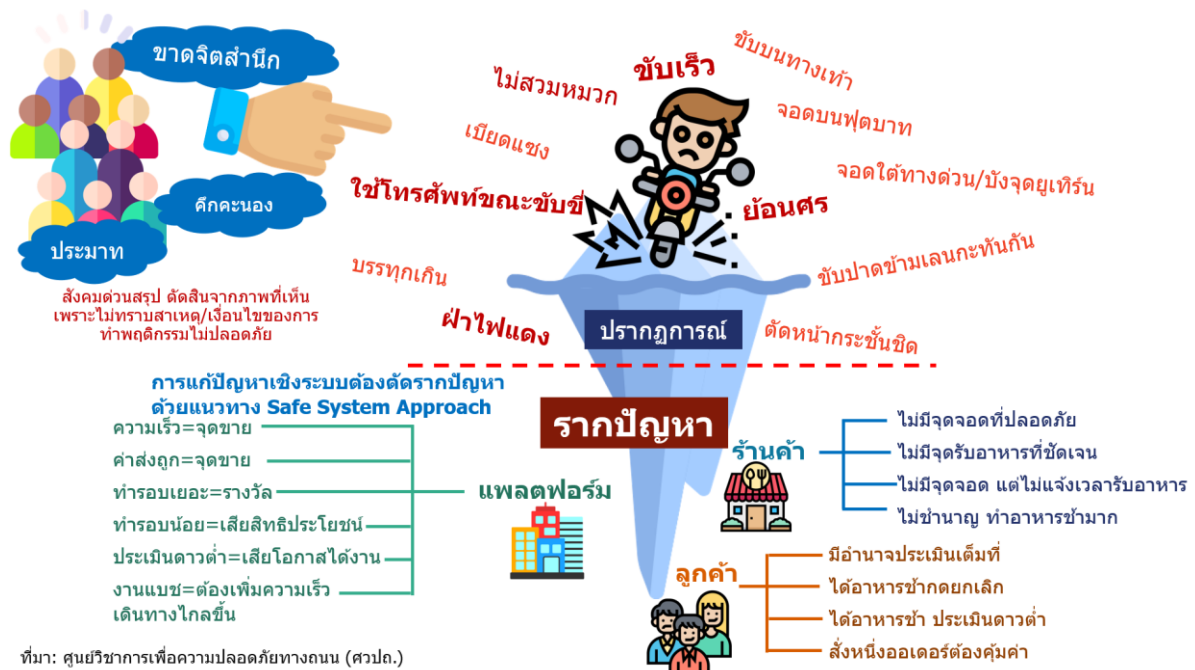 ขาดจิตสำนึก
คึกคะนอง
ประมาท
สังคมด่วนสรุป ตัดสินจากภาพที่เห็น
เพราะไม่ทราบสาเหตุ/เงื่อนไขของการ
ทำพฤติกรรมไม่ปลอดภัย
ขับเร็ว
ไม่สวมหมวก
ขับบนทางเท้า
เบียดแซง
จอดบนฟุตบาท
ใช้โทรศัพท์ขณะขับขี่
จอดใต้ทางด่วน/บังจุดยูเทิร์น
ย้อนศร
บรรทุกเกิน
ขับปาดข้ามเลนกะทันกัน
ฝ่าไฟแดง
ตัดหน้ากระชั้นชิด
ปรากฏการณ์
การแก้ปัญหาเชิงระบบต้องตัดรากปัญหา
ด้วยแนวทาง Safe System Approach
รากปัญหา
แพลตฟอร์ม
ความเร็ว=จุดขาย
ค่าส่งถูก=จุดขาย
ทำรอบเยอะ=รางวัล
ทำรอบน้อย=เสียสิทธิประโยชน์
ประเมินดาวต่ำ=เสียโอกาสได้งาน
งานแบช=ต้องเพิ่มความเร็ว
เดินทางไกลขึ้น
ร้านค้า
ไม่มีจุดจอดที่ปลอดภัย
ไม่มีจุดรับอาหารที่ชัดเจน
ไม่มีจุดจอด แต่ไม่แจ้งเวลารับอาหาร
ไม่ชำนาญ ทำอาหารช้ามาก
ลูกค้า
มีอำนาจประเมินเต็มที่
ได้อาหารช้ากดยกเลิก
ได้อาหารช้า ประเมินดาวต่ำ
สั่งหนึ่งออเดอร์ต้องคุ้มค่า
ที่มา: ศูนย์วิชาการเพื่อความปลอดภัยทางถนน (ศวปถ.)